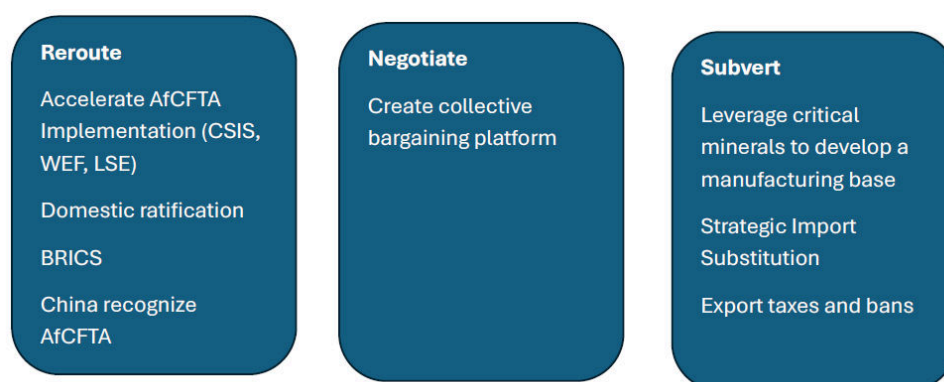 Reroute
Accelerate AfCFTA
Implementation (CSIS,
WEF, LSE)
Domestic ratification
BRICS
China recognize
AfCFTA
Negotiate
Create collective
bargaining platform
Subvert
Leverage critical
minerals to develop a
manufacturing base
Strategic Import
Substitution
Export taxes and bans